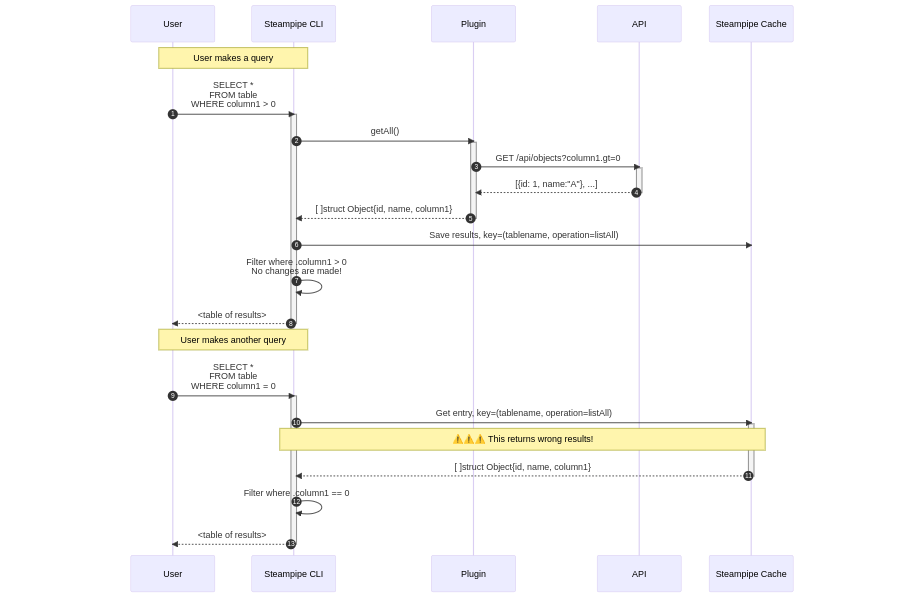 User
Steampipe CLI
Plugin
API
Steampipe Cache
User makes a query
SELECT *
FROM table
WHERE column1 > 0
1
2
getAll()
3
GET /api/objects?column1.gt=0
[{id: 1, name:"A"}, ...]
4
[ ]struct Object{id, name, column1}
5
6
Save results, key=(tablename, operation=listAll)
Filter where .column1 > 0
No changes are made!
7
<table of results>
8
User makes another query
SELECT *
FROM table
WHERE column1 = 0
9
10
Get entry, key=(tablename, operation=listAll)
⚠️⚠️⚠️ This returns wrong results!
[ ]struct Object{id, name, column1}
11
Filter where .column1 == 0
12
<table of results>
13
User
Steampipe CLI
Plugin
API
Steampipe Cache